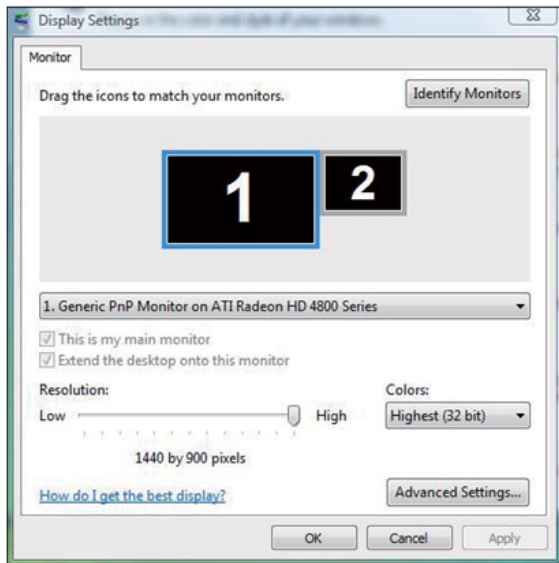 Display Settings
Monitor
Drag the icons to match your monitors.
Identify Monitors
1
2
1. Generic PnP Monitor on ATI Radeon HD 4800 Series
This is my main monitor
Extend the desktop onto this monitor
Resolution:
Colors:
Low
High
Highest (32 bit)
1440 by 900 pixels
How do I get the best display?
Advanced Settings...
OK
Cancel
Apply